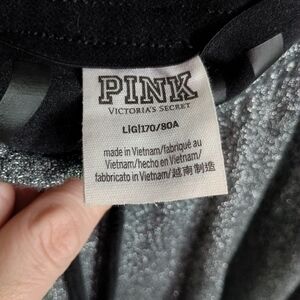 PINK
VICTORIA'S SECRET
L|G|170/80A
made in Vietnam/fabriqué au
Vietnam/hecho en Vietnam/
fabbricato in Vietnam/越南制造